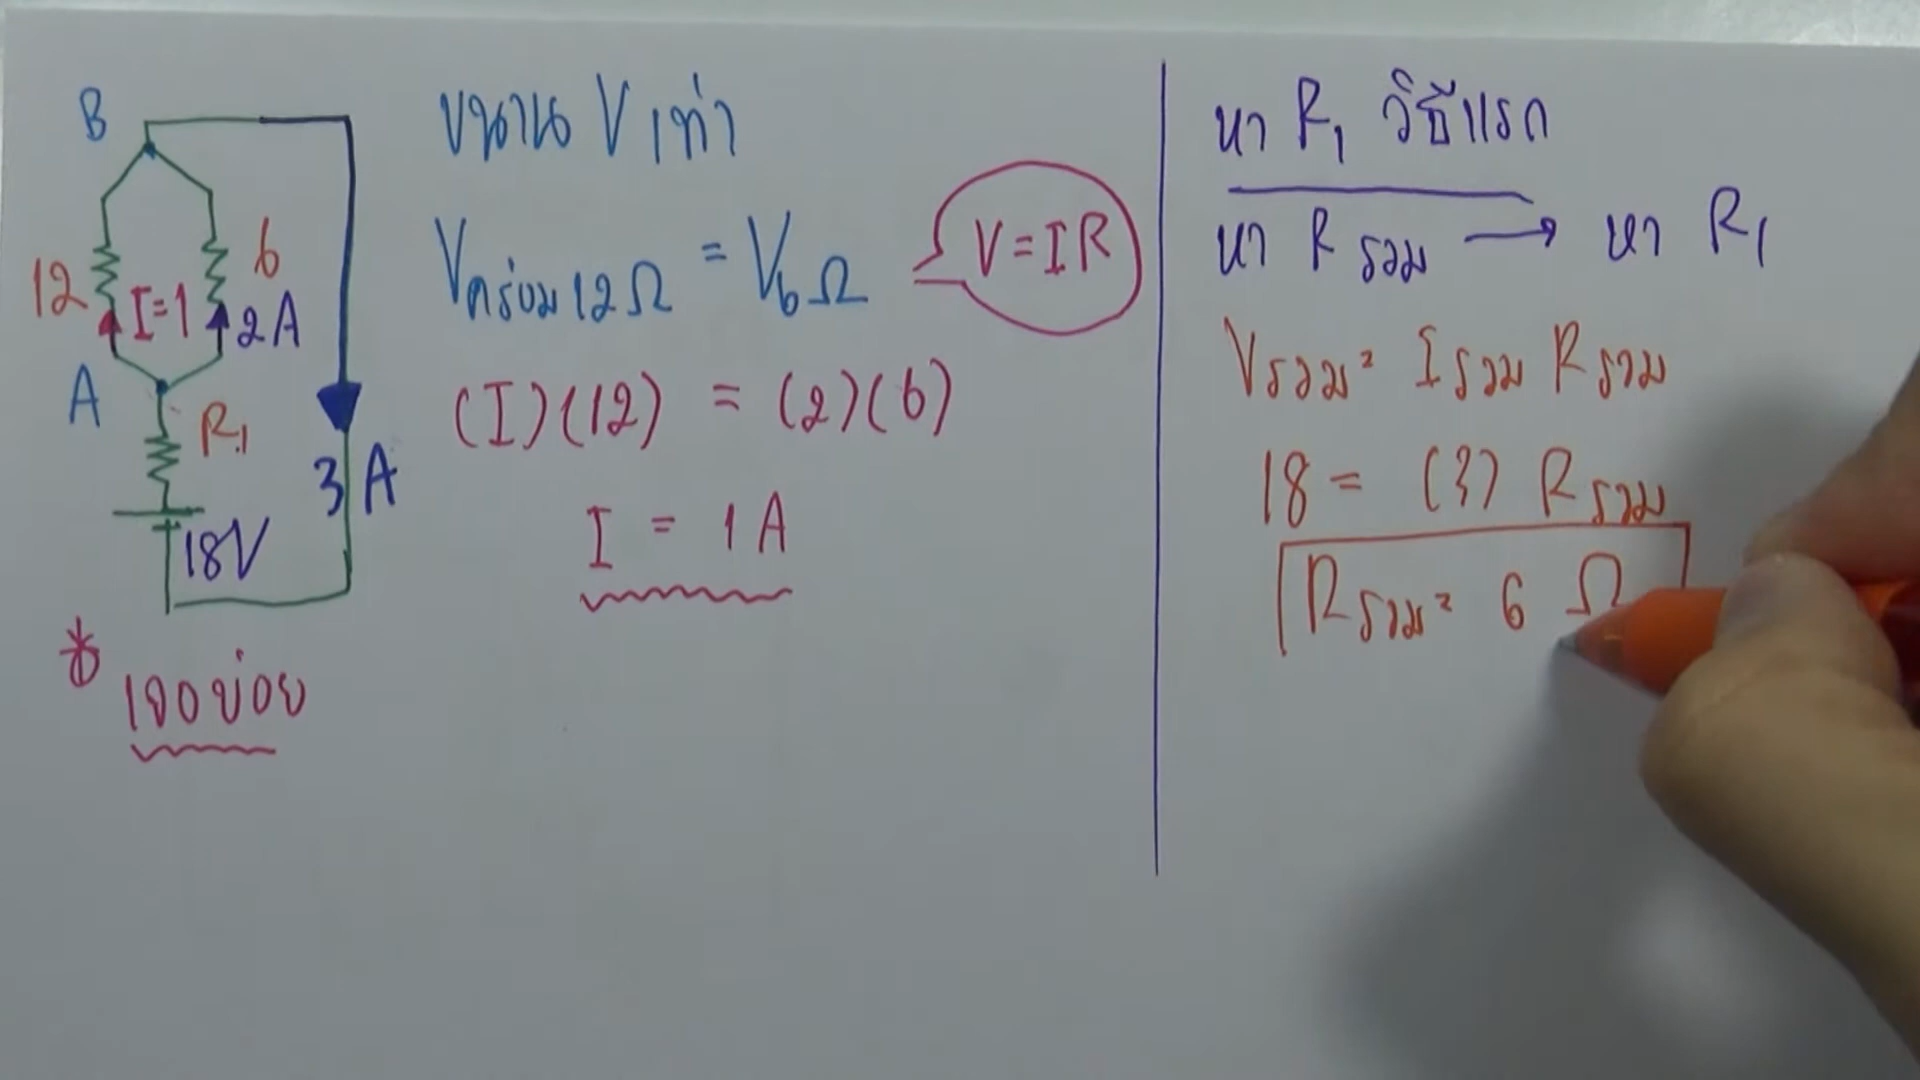 B
12
I=1
6
2A
A
R1
18V
3A
* เจอบ่อย
ขนาน V เท่า
Vคร่อม12Ω = V6Ω
V=IR
(I)(12) = (2)(6)
I = 1A
หา R1 วิธีแรก
หา Rรวม → หา R1
Vรวม = Iรวม Rรวม
18 = (3) Rรวม
Rรวม = 6 Ω